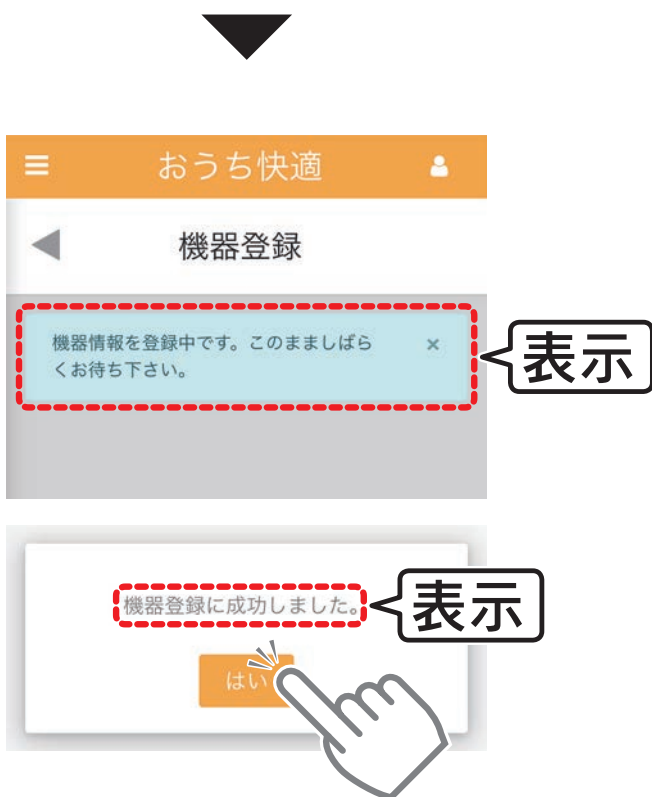 おうち快適
機器登録
機器情報を登録中です。このまましばら
くお待ち下さい。
×
表示
機器登録に成功しました。
表示
はい